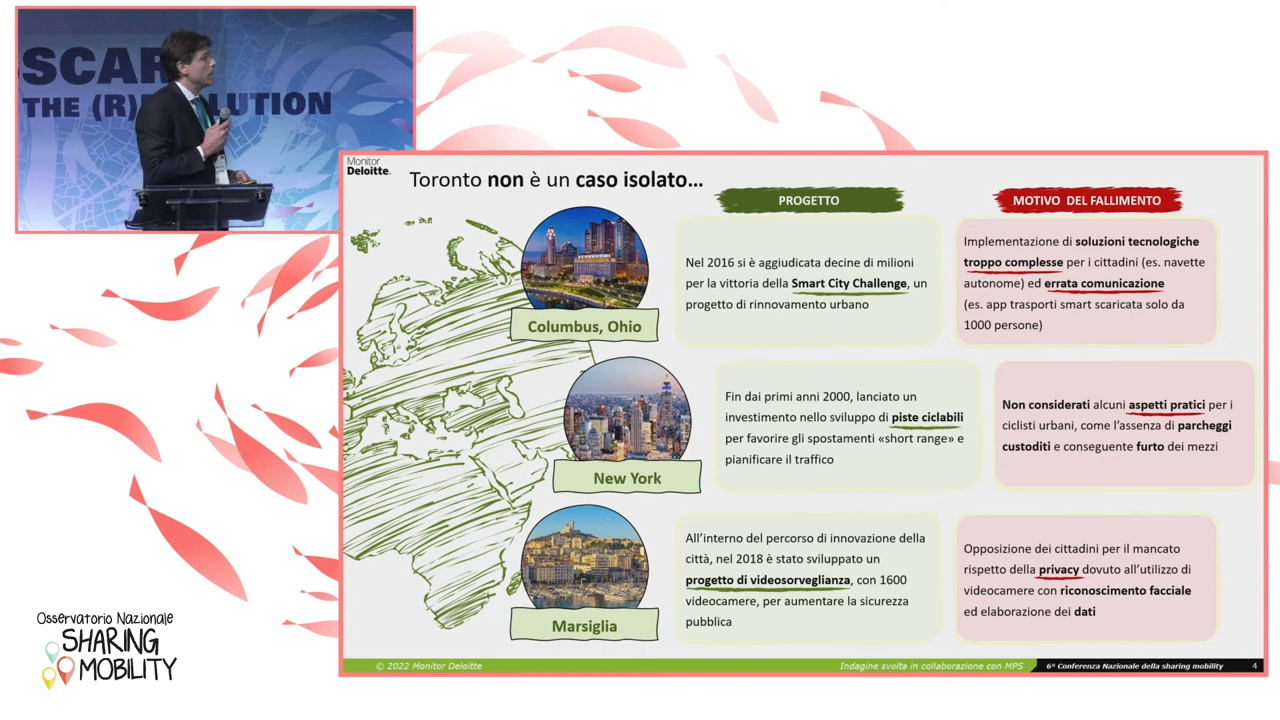 SCAR
THE (R)
LUTION
Monitor
Deloitte.
Toronto non è un caso isolato...
PROGETTO
MOTIVO DEL FALLIMENTO
Columbus, Ohio
Nel 2016 si è aggiudicata decine di milioni
per la vittoria della Smart City Challenge, un
progetto di rinnovamento urbano
Implementazione di soluzioni tecnologiche
troppo complesse per i cittadini (es. navette
autonome) ed errata comunicazione
(es. app trasporti smart scaricata solo da
1000 persone)
New York
Fin dai primi anni 2000, lanciato un
investimento nello sviluppo di piste ciclabili
per favorire gli spostamenti «short range» e
pianificare il traffico
Non considerati alcuni aspetti pratici per i
ciclisti urbani, come l'assenza di parcheggi
custoditi e conseguente furto dei mezzi
Marsiglia
All'interno del percorso di innovazione della
città, nel 2018 è stato sviluppato un
progetto di videosorveglianza, con 1600
videocamere, per aumentare la sicurezza
pubblica
Opposizione dei cittadini per il mancato
rispetto della privacy dovuto all'utilizzo di
videocamere con riconoscimento facciale
ed elaborazione dei dati
© 2022 Monitor Deloitte
Indagine svolta in collaborazione con MPS
6° Conferenza Nazionale della sharing mobility
4
Osservatorio Nazionale
SHARING
MOBILITY